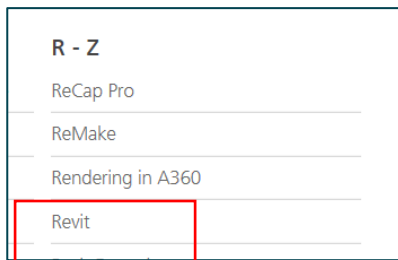 R - Z
ReCap Pro
ReMake
Rendering in A360
Revit